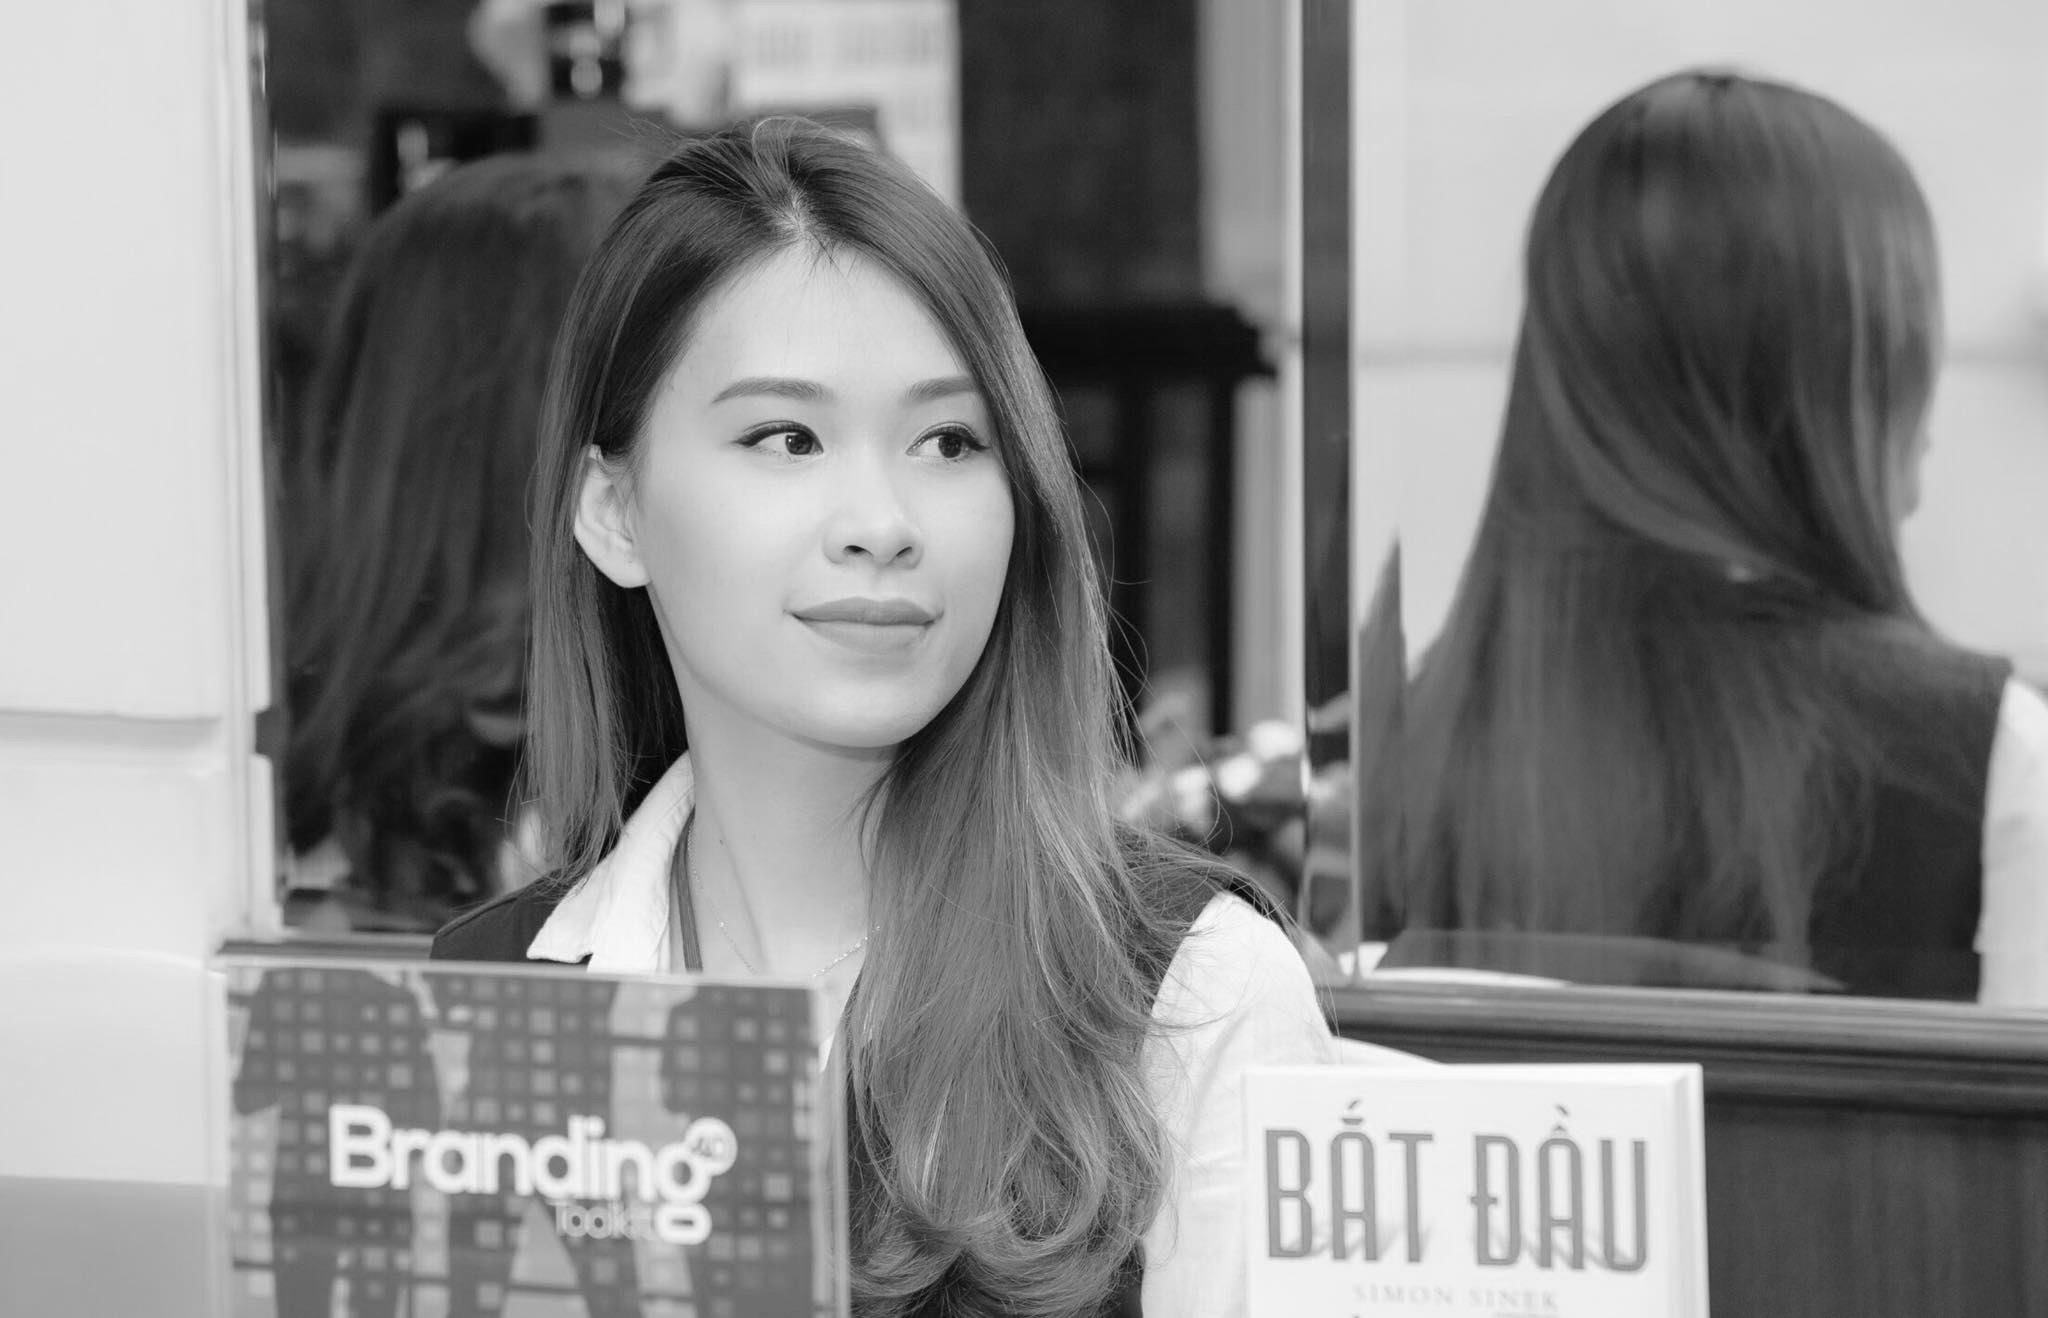 Branding 4.0
Toolkit
BẮT ĐẦU
SIMON SINEK